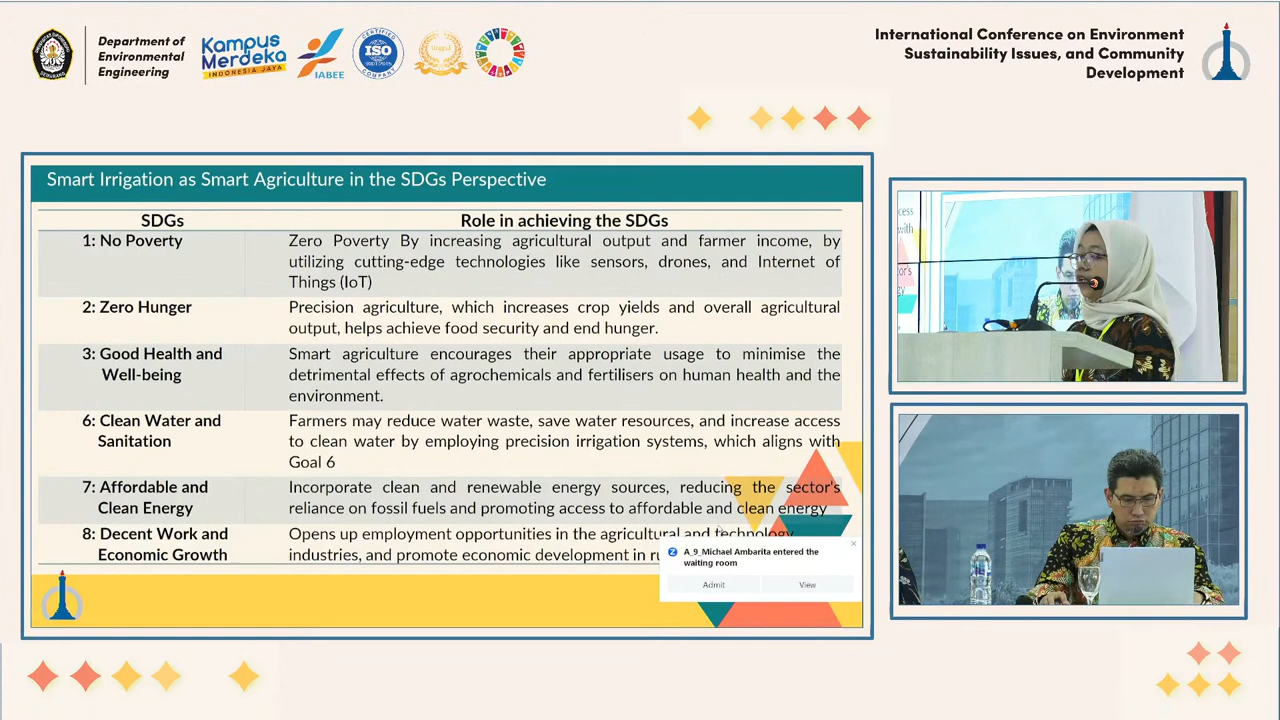 Department of
Environmental
Engineering
Kampus
Merdeka
INDONESIA JAYA
IABEE
CERTIFIED
ISO
COMPANY
Unggul
International Conference on Environment
Sustainability Issues, and Community
Development
Smart Irrigation as Smart Agriculture in the SDGs Perspective
SDGs Role in achieving the SDGs
1: No Poverty Zero Poverty By increasing agricultural output and farmer income, by
utilizing cutting-edge technologies like sensors, drones, and Internet of
Things (IoT)
2: Zero Hunger Precision agriculture, which increases crop yields and overall agricultural
output, helps achieve food security and end hunger.
3: Good Health and Smart agriculture encourages their appropriate usage to minimise the
Well-being detrimental effects of agrochemicals and fertilisers on human health and the
environment.
6: Clean Water and Farmers may reduce water waste, save water resources, and increase access
Sanitation to clean water by employing precision irrigation systems, which aligns with
Goal 6
7: Affordable and Incorporate clean and renewable energy sources, reducing the sector's
Clean Energy reliance on fossil fuels and promoting access to affordable and clean energy
8: Decent Work and Opens up employment opportunities in the agricultural and technology
Economic Growth industries, and promote economic development in
A_9_Michael Ambarita entered the
waiting room
Admit View